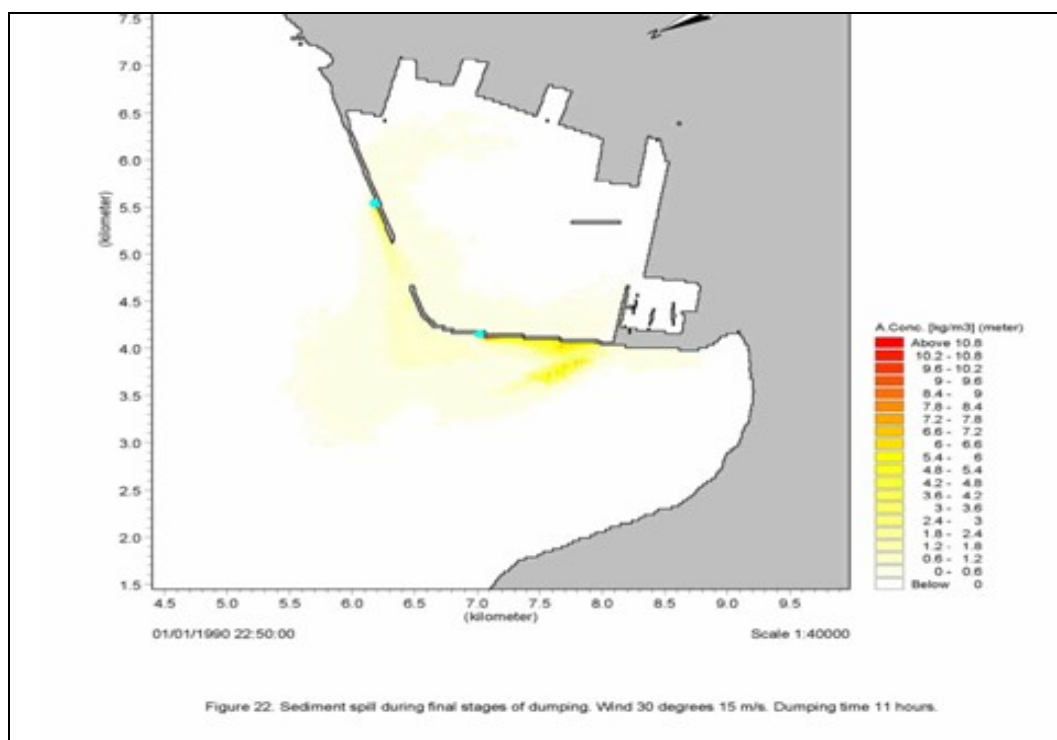 7.5
7.0
6.5
6.0
5.5
5.0
4.5
4.0
3.5
3.0
2.5
2.0
1.5
(kilometer)
N
4.5 5.0 5.5 6.0 6.5 7.0 7.5 8.0 8.5 9.0 9.5
(kilometer)
01/01/1990 22:50:00
Scale 1:40000
A.Conc. [kg/m3] (meter)
Above 10.8
10.2 - 10.8
9.6 - 10.2
9 - 9.6
8.4 - 9
7.8 - 8.4
7.2 - 7.8
6.6 - 7.2
6 - 6.6
5.4 - 6
4.8 - 5.4
4.2 - 4.8
3.6 - 4.2
3 - 3.6
2.4 - 3
1.8 - 2.4
1.2 - 1.8
0.6 - 1.2
0 - 0.6
Below 0
Figure 22. Sediment spill during final stages of dumping. Wind 30 degrees 15 m/s. Dumping time 11 hours.